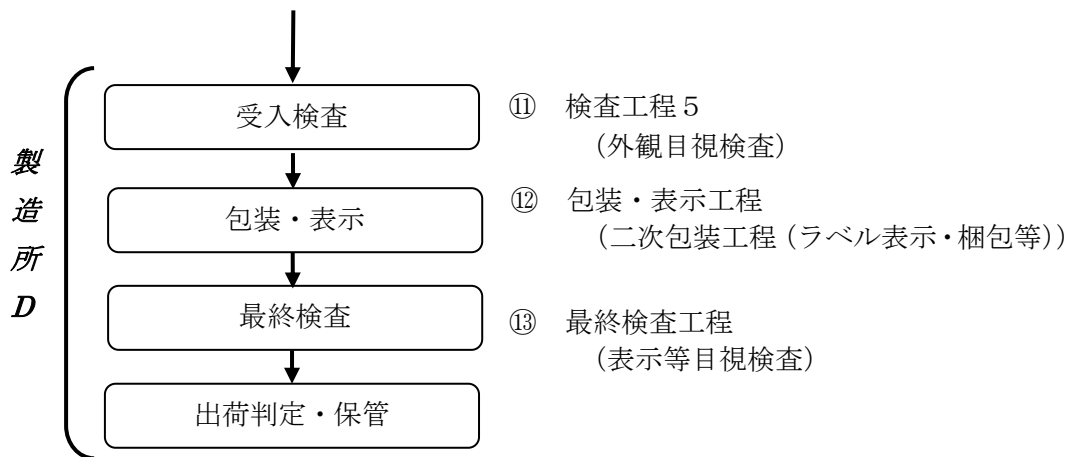 製造所D
受入検査
⑪ 検査工程5
(外観目視検査)
包装・表示
⑫ 包装・表示工程
(二次包装工程(ラベル表示・梱包等))
最終検査
⑬ 最終検査工程
(表示等目視検査)
出荷判定・保管